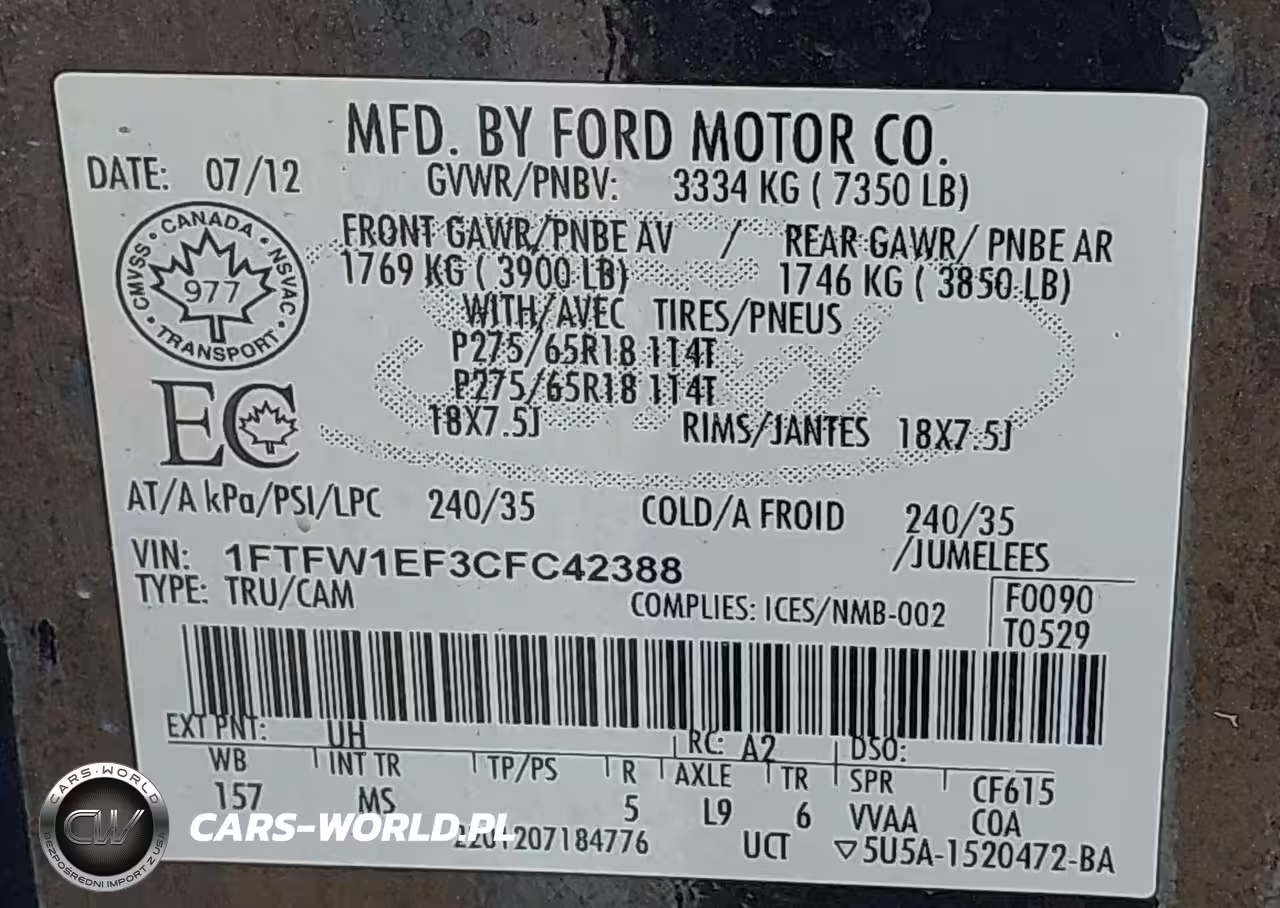 MFD. BY FORD MOTOR CO.
DATE: 07/12 GVWR/PNBV: 3334 KG ( 7350 LB)
CMVSS • CANADA • NSVAC • TRANSPORT •
977
FRONT GAWR/PNBE AV / REAR GAWR/ PNBE AR
1769 KG ( 3900 LB) 1746 KG ( 3850 LB)
WITH/AVEC TIRES/PNEUS
P275/65R18 114T
P275/65R18 114T
18X7.5J RIMS/JANTES 18X7.5J
EC
AT/A kPa/PSI/LPC 240/35 COLD/A FROID 240/35
VIN: 1FTFW1EF3CFC42388 /JUMELEES
TYPE: TRU/CAM COMPLIES: ICES/NMB-002 F0090
T0529
EXT PNT: UH RC: A2 DSO:
WB INT TR TP/PS R AXLE TR SPR CF615
157 MS 5 L9 6 VVAA COA
207184776 UCT ▽5U5A-1520472-BA
CARS-WORLD
CW
BEZPOŚREDNI IMPORT Z USA
CARS-WORLD.PL